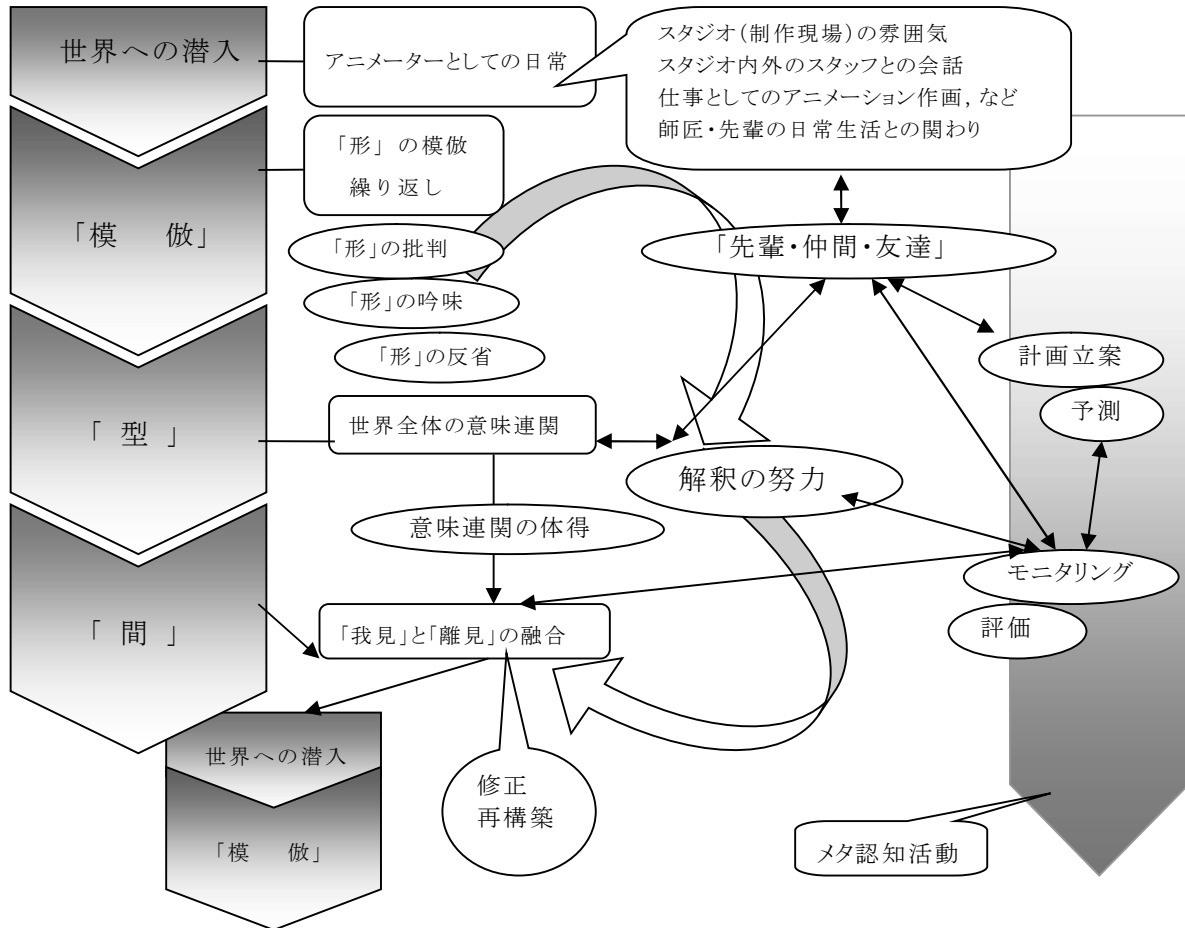 世界への潜入
アニメーターとしての日常
スタジオ(制作現場)の雰囲気
スタジオ内外のスタッフとの会話
仕事としてのアニメーション作画, など
師匠・先輩の日常生活との関わり
「模　倣」
「形」の模倣
繰り返し
「形」の批判
「形」の吟味
「形」の反省
「先輩・仲間・友達」
計画立案
予測
「 型 」
世界全体の意味連関
解釈の努力
意味連関の体得
モニタリング
評価
「 間 」
「我見」と「離見」の融合
修正
再構築
世界への潜入
「模　倣」
メタ認知活動